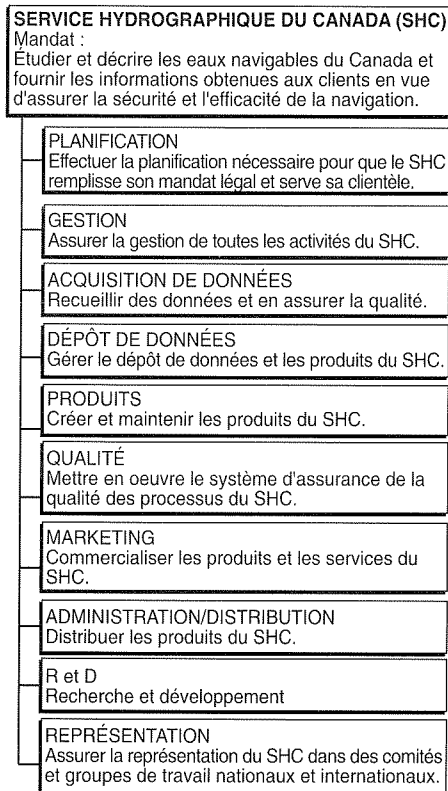 SERVICE HYDROGRAPHIQUE DU CANADA (SHC)
Mandat :
Étudier et décrire les eaux navigables du Canada et
fournir les informations obtenues aux clients en vue
d'assurer la sécurité et l'efficacité de la navigation.
PLANIFICATION
Effectuer la planification nécessaire pour que le SHC
remplisse son mandat légal et serve sa clientèle.
GESTION
Assurer la gestion de toutes les activités du SHC.
ACQUISITION DE DONNÉES
Recueillir des données et en assurer la qualité.
DÉPÔT DE DONNÉES
Gérer le dépôt de données et les produits du SHC.
PRODUITS
Créer et maintenir les produits du SHC.
QUALITÉ
Mettre en oeuvre le système d'assurance de la
qualité des processus du SHC.
MARKETING
Commercialiser les produits et les services du
SHC.
ADMINISTRATION/DISTRIBUTION
Distribuer les produits du SHC.
R et D
Recherche et développement
REPRÉSENTATION
Assurer la représentation du SHC dans des comités
et groupes de travail nationaux et internationaux.